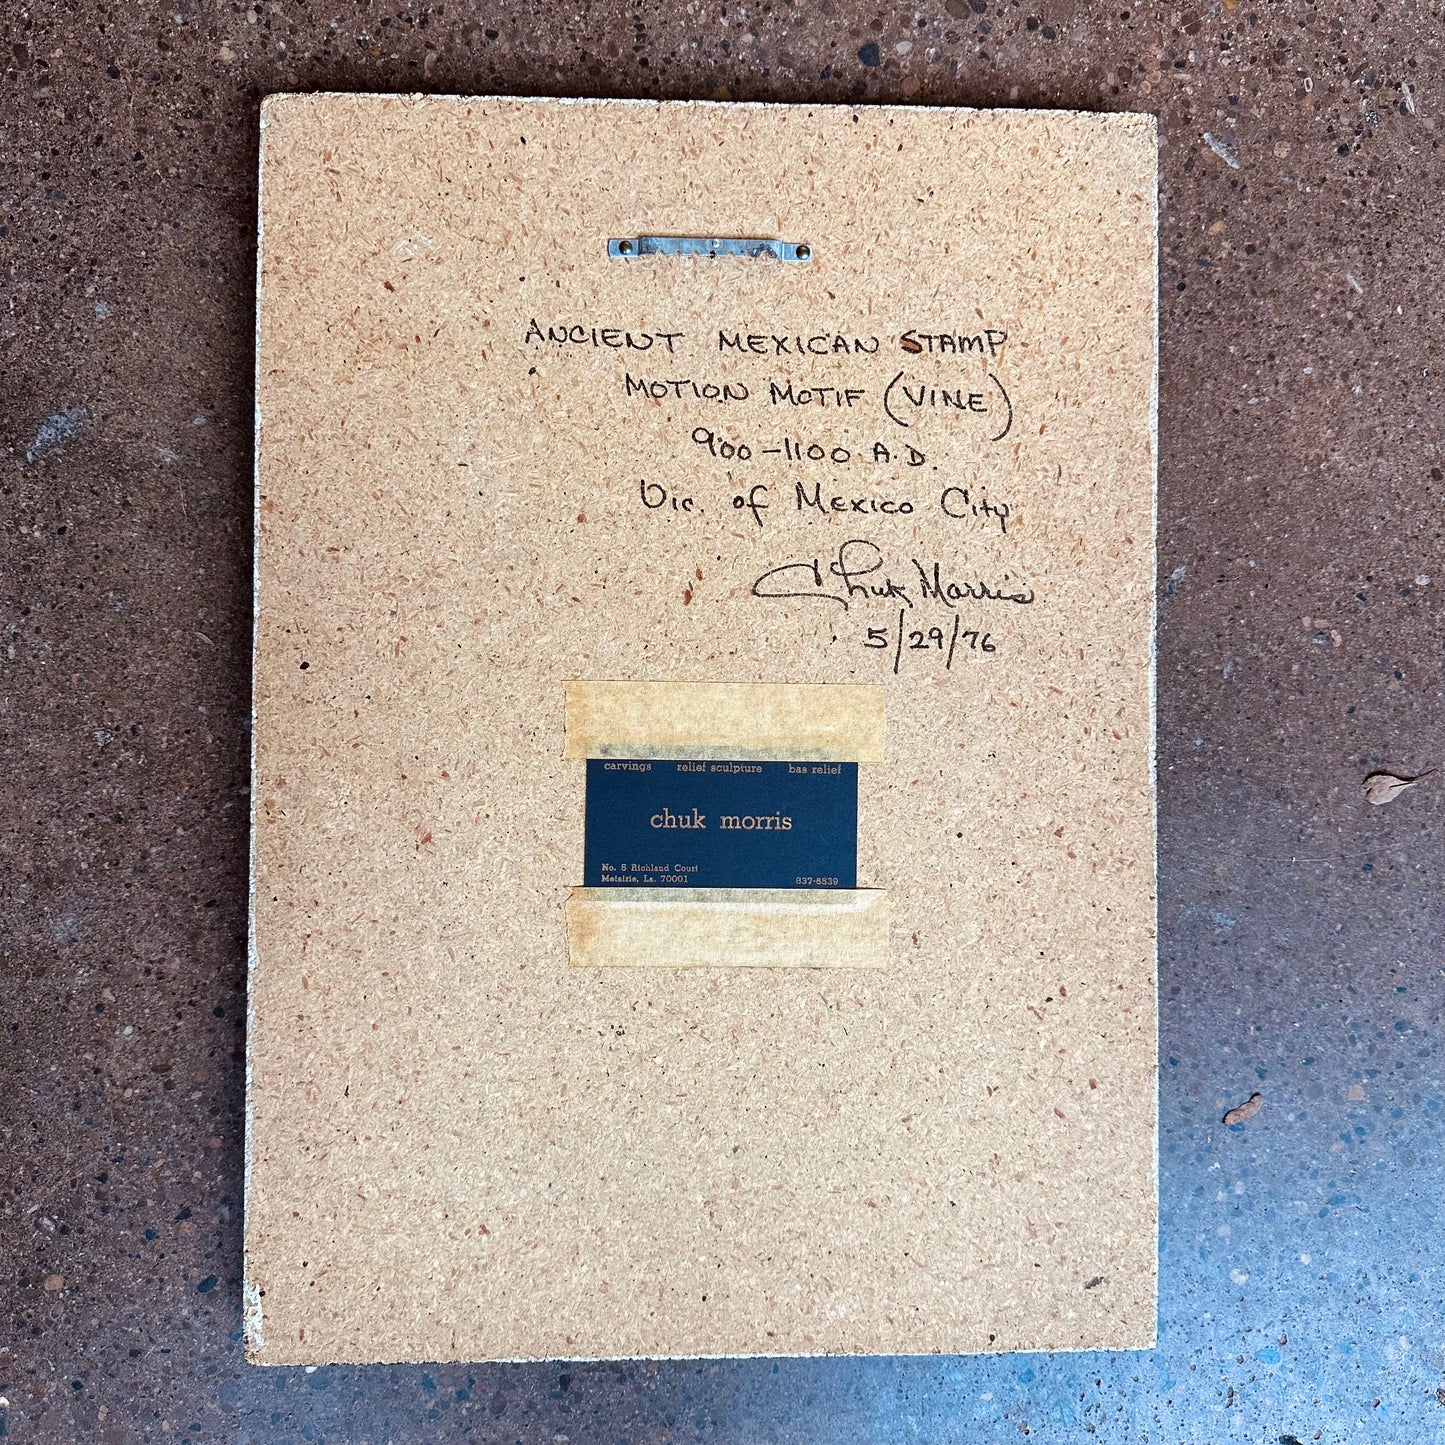 ANCIENT MEXICAN STAMP
MOTION MOTIF (VINE)
900-1100 A.D.
Vic. of Mexico City
Chuk Morris
5/29/76
carvings relief sculpture bas relief
chuk morris
No. 5 Richland Court
Metairie, La. 70001 837-6539